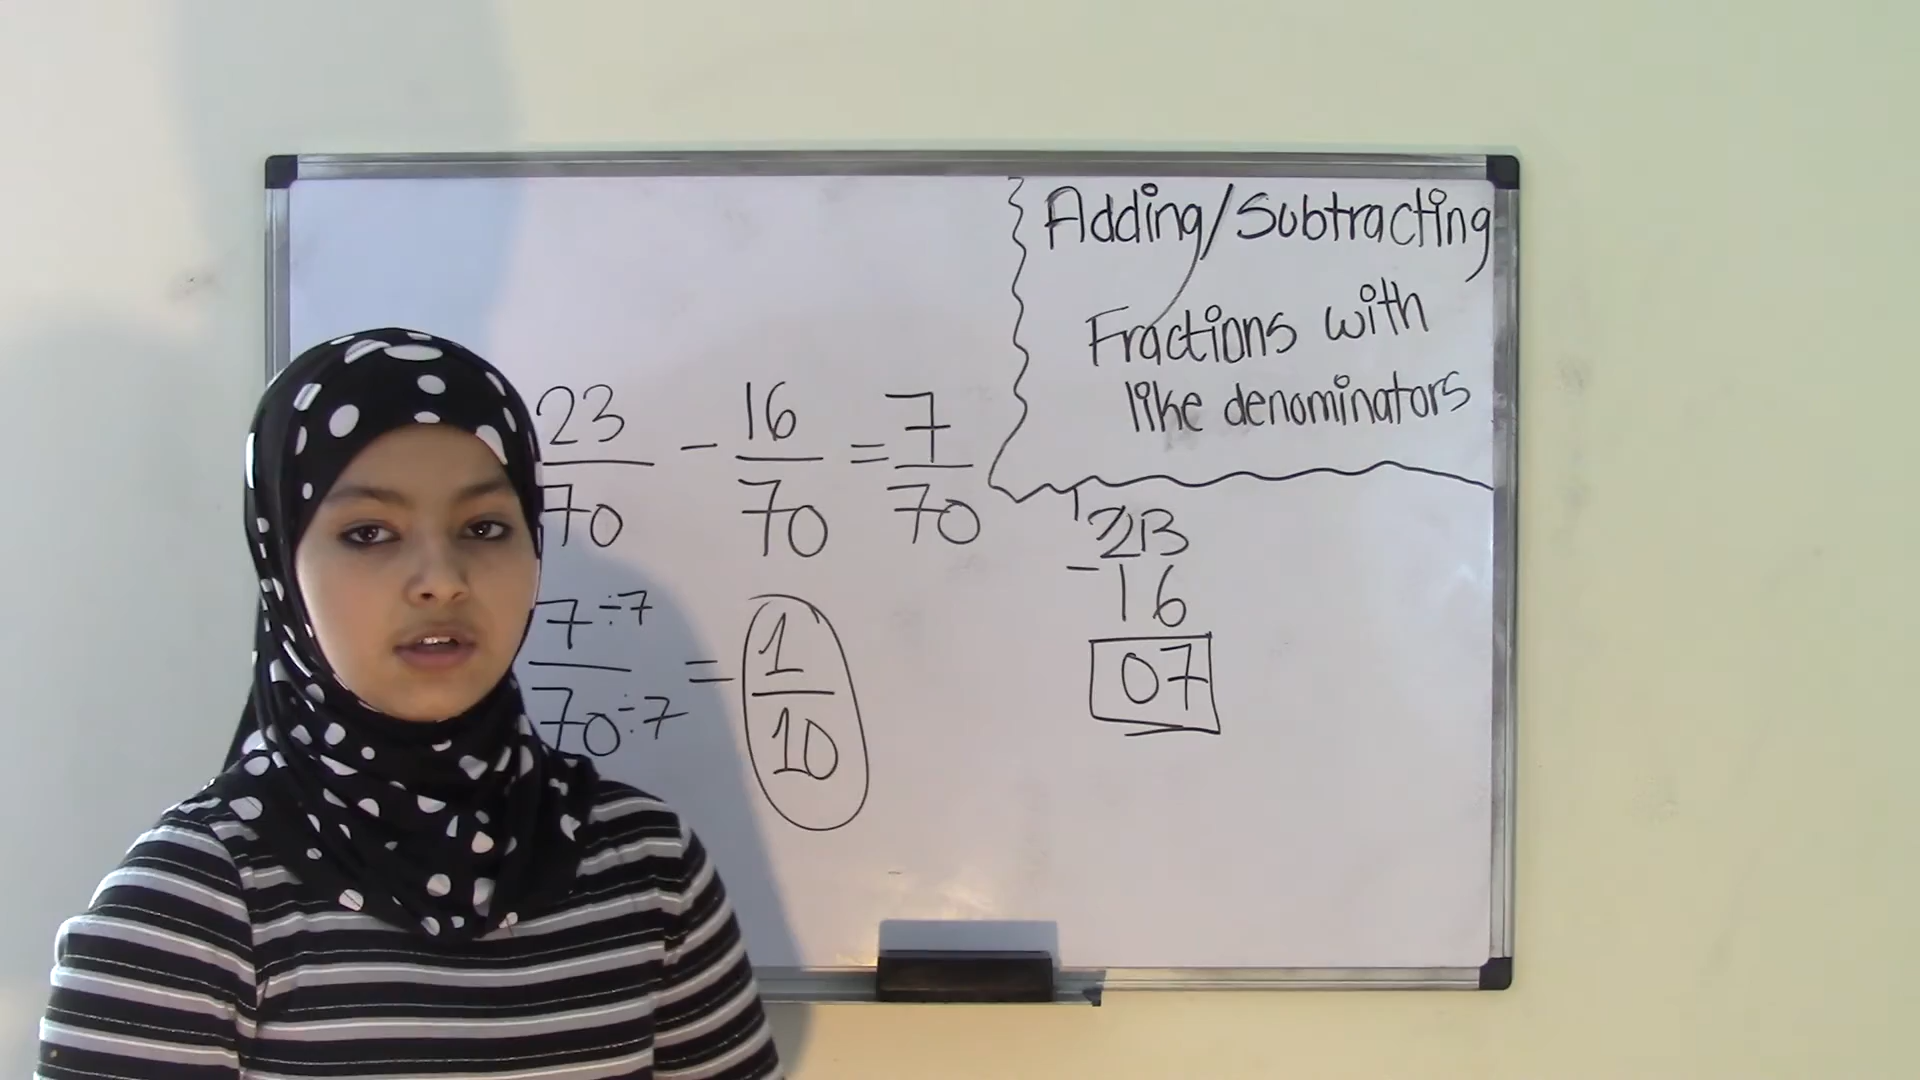 Adding/Subtracting
Fractions with
like denominators
23/70 - 16/70 = 7/70
7÷7/70÷7 = 1/10
1
23
- 16
07